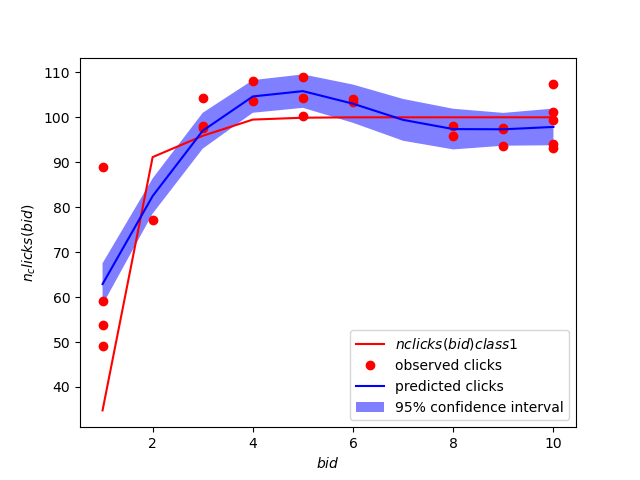 110
100
90
80
70
60
50
40
n_clicks(bid)
nclicks(bid)class1
observed clicks
predicted clicks
95% confidence interval
2 4 6 8 10
bid